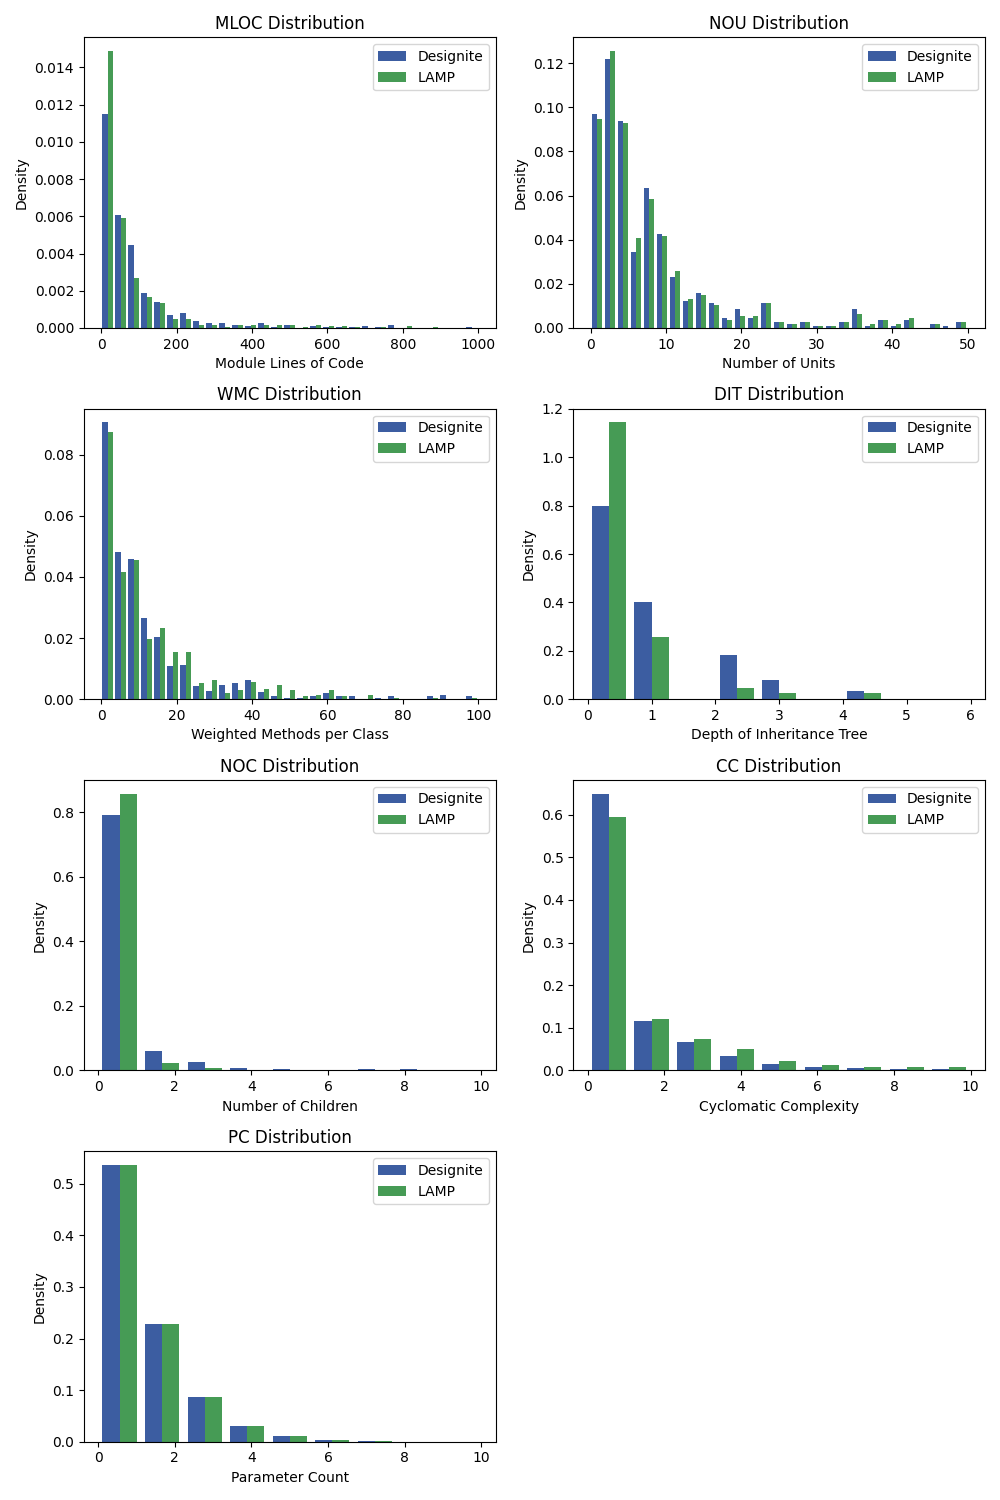 MLOC Distribution
Designite
LAMP
0.014
0.012
0.010
0.008
0.006
0.004
0.002
0.000
Density
0 200 400 600 800 1000
Module Lines of Code
NOU Distribution
Designite
LAMP
0.12
0.10
0.08
0.06
0.04
0.02
0.00
Density
0 10 20 30 40 50
Number of Units
WMC Distribution
Designite
LAMP
0.08
0.06
0.04
0.02
0.00
Density
0 20 40 60 80 100
Weighted Methods per Class
DIT Distribution
Designite
LAMP
1.2
1.0
0.8
0.6
0.4
0.2
0.0
Density
0 1 2 3 4 5 6
Depth of Inheritance Tree
NOC Distribution
Designite
LAMP
0.8
0.6
0.4
0.2
0.0
Density
0 2 4 6 8 10
Number of Children
CC Distribution
Designite
LAMP
0.6
0.5
0.4
0.3
0.2
0.1
0.0
Density
0 2 4 6 8 10
Cyclomatic Complexity
PC Distribution
Designite
LAMP
0.5
0.4
0.3
0.2
0.1
0.0
Density
0 2 4 6 8 10
Parameter Count